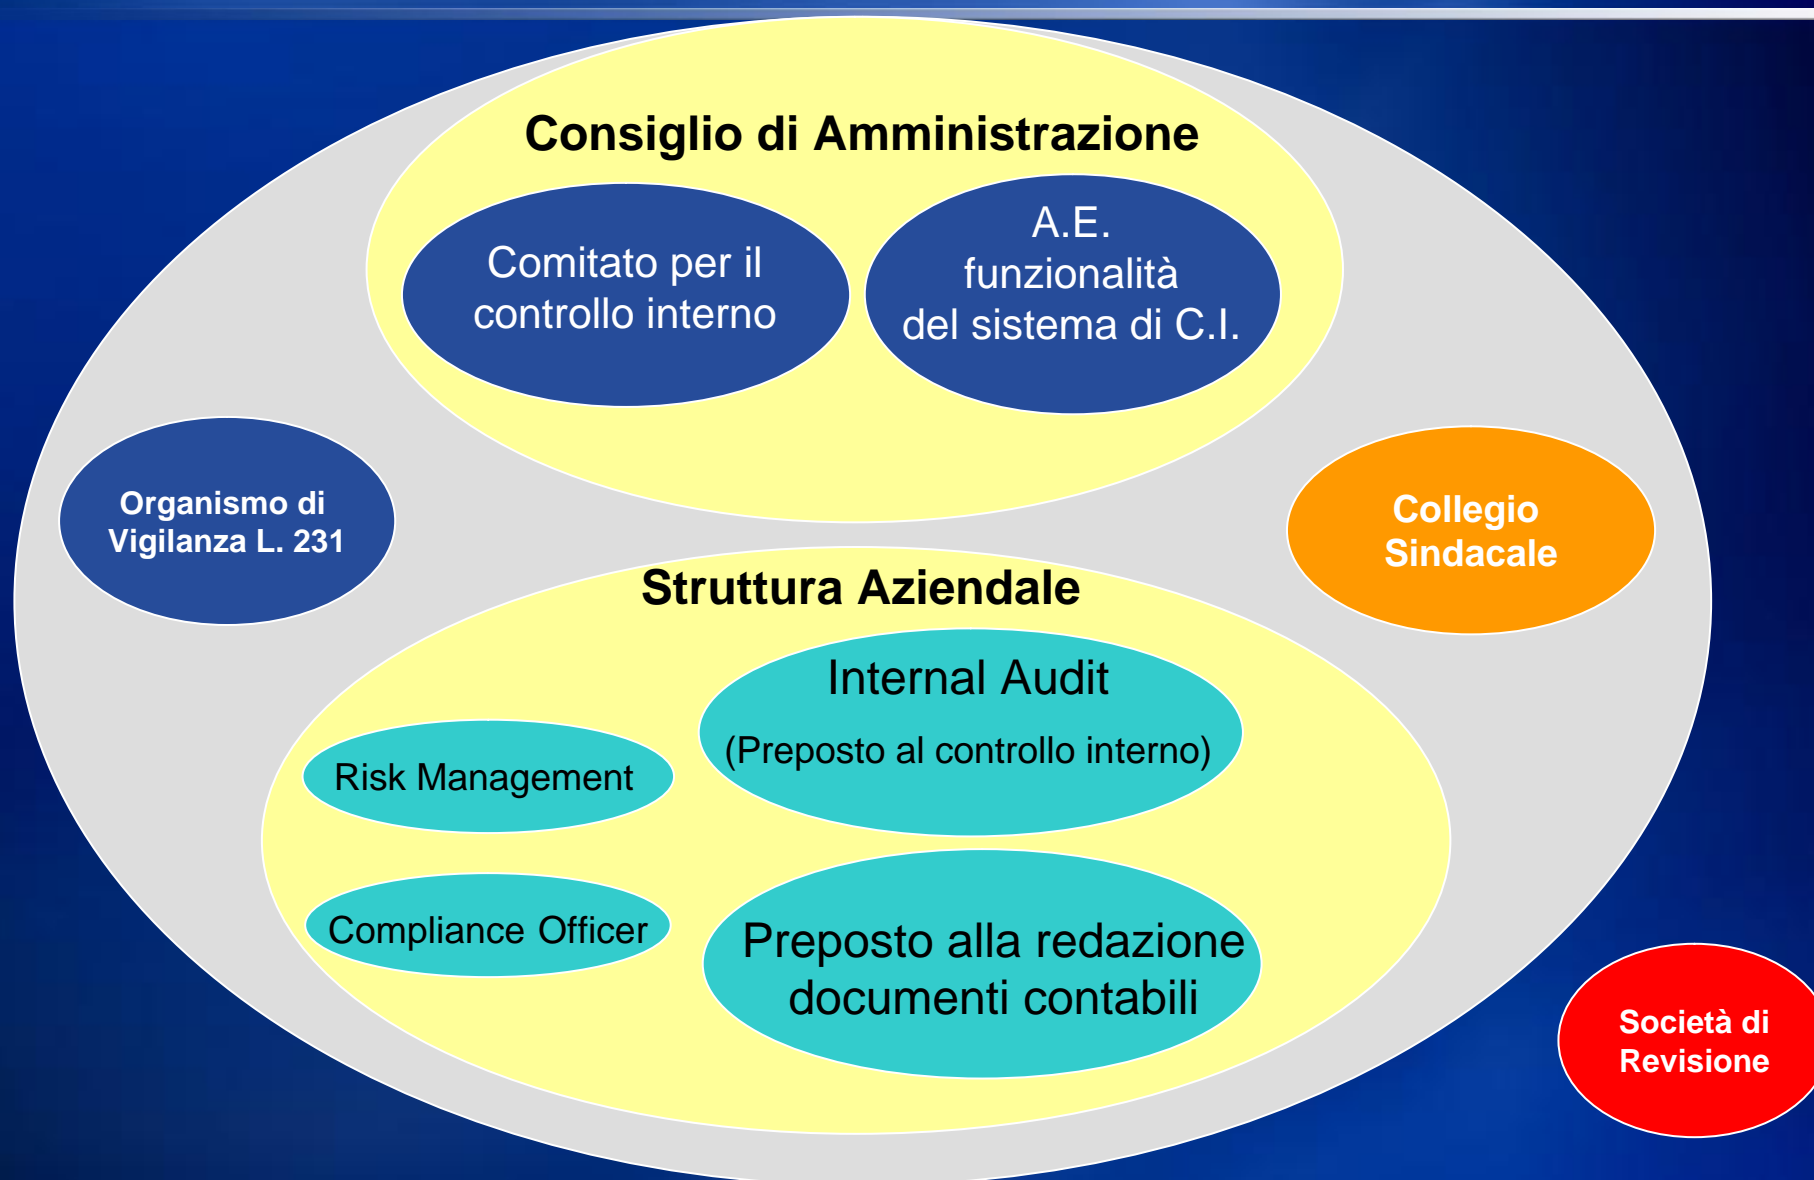 Consiglio di Amministrazione
Comitato per il
controllo interno
A.E.
funzionalità
del sistema di C.I.
Organismo di
Vigilanza L. 231
Collegio
Sindacale
Struttura Aziendale
Internal Audit
(Preposto al controllo interno)
Risk Management
Compliance Officer
Preposto alla redazione
documenti contabili
Società di
Revisione